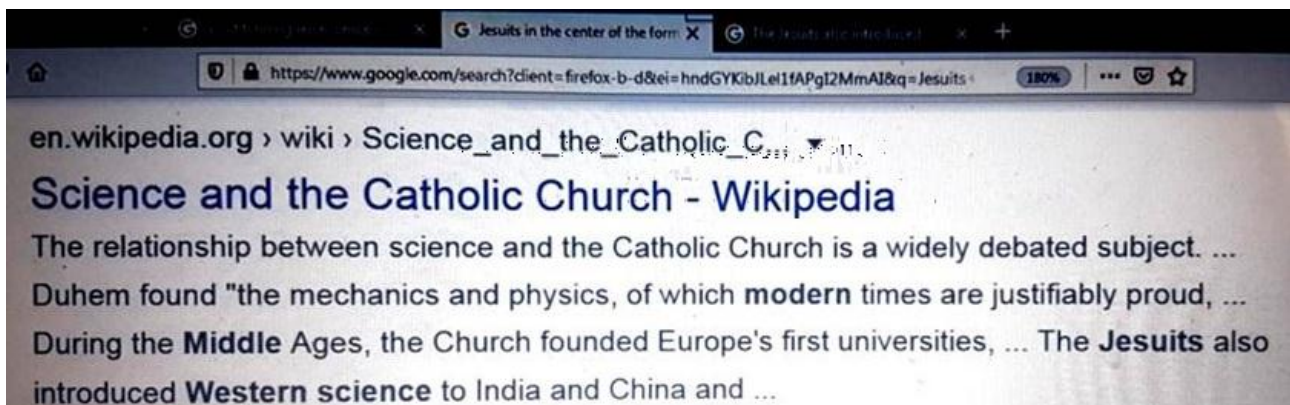 G Jesuits in the center of the form X
+
https://www.google.com/search?client=firefox-b-d&ei=hndGYKibJLel1fAPgI2MmAI&q=Jesuits 180% ...
en.wikipedia.org › wiki › Science_and_the_Catholic_C...
Science and the Catholic Church - Wikipedia
The relationship between science and the Catholic Church is a widely debated subject. ...
Duhem found "the mechanics and physics, of which modern times are justifiably proud, ...
During the Middle Ages, the Church founded Europe's first universities, ... The Jesuits also
introduced Western science to India and China and ...